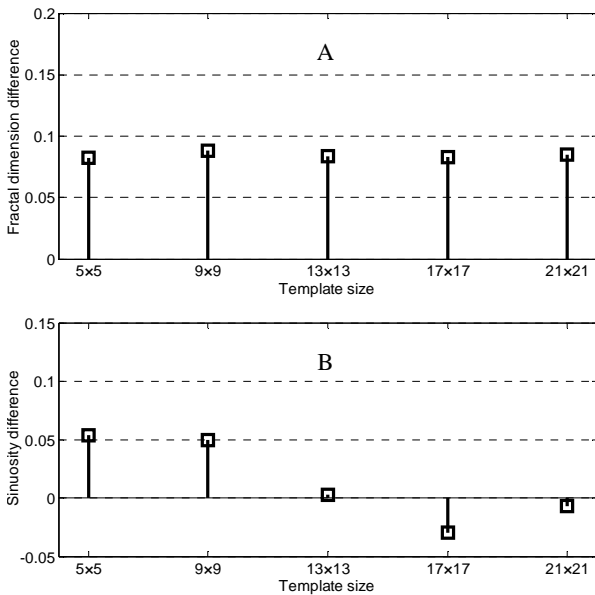 0.2
A
0.15
0.1
0.05
0
Fractal dimension difference
5×5 9×9 13×13 17×17 21×21
Template size
0.15
B
0.1
0.05
0
-0.05
Sinuosity difference
5×5 9×9 13×13 17×17 21×21
Template size